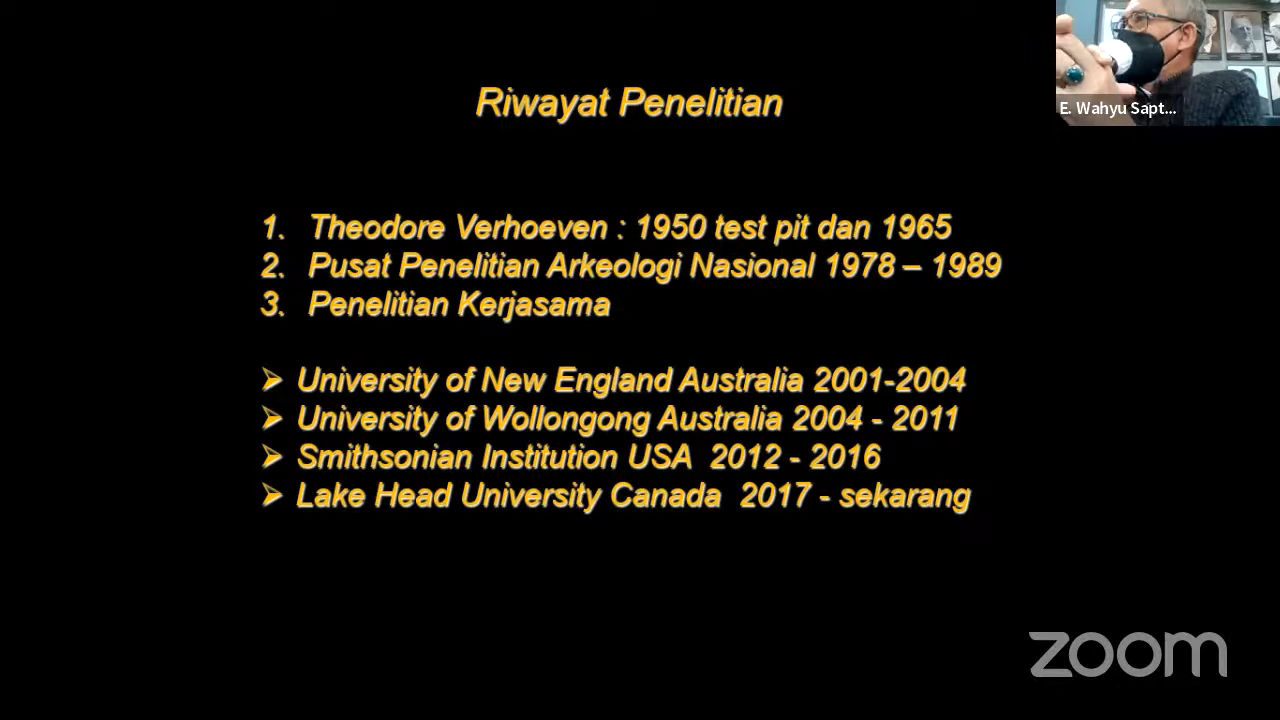 Riwayat Penelitian
1. Theodore Verhoeven : 1950 test pit dan 1965
2. Pusat Penelitian Arkeologi Nasional 1978 – 1989
3. Penelitian Kerjasama
➢ University of New England Australia 2001-2004
➢ University of Wollongong Australia 2004 - 2011
➢ Smithsonian Institution USA 2012 - 2016
➢ Lake Head University Canada 2017 - sekarang
E. Wahyu Sapt...
zoom